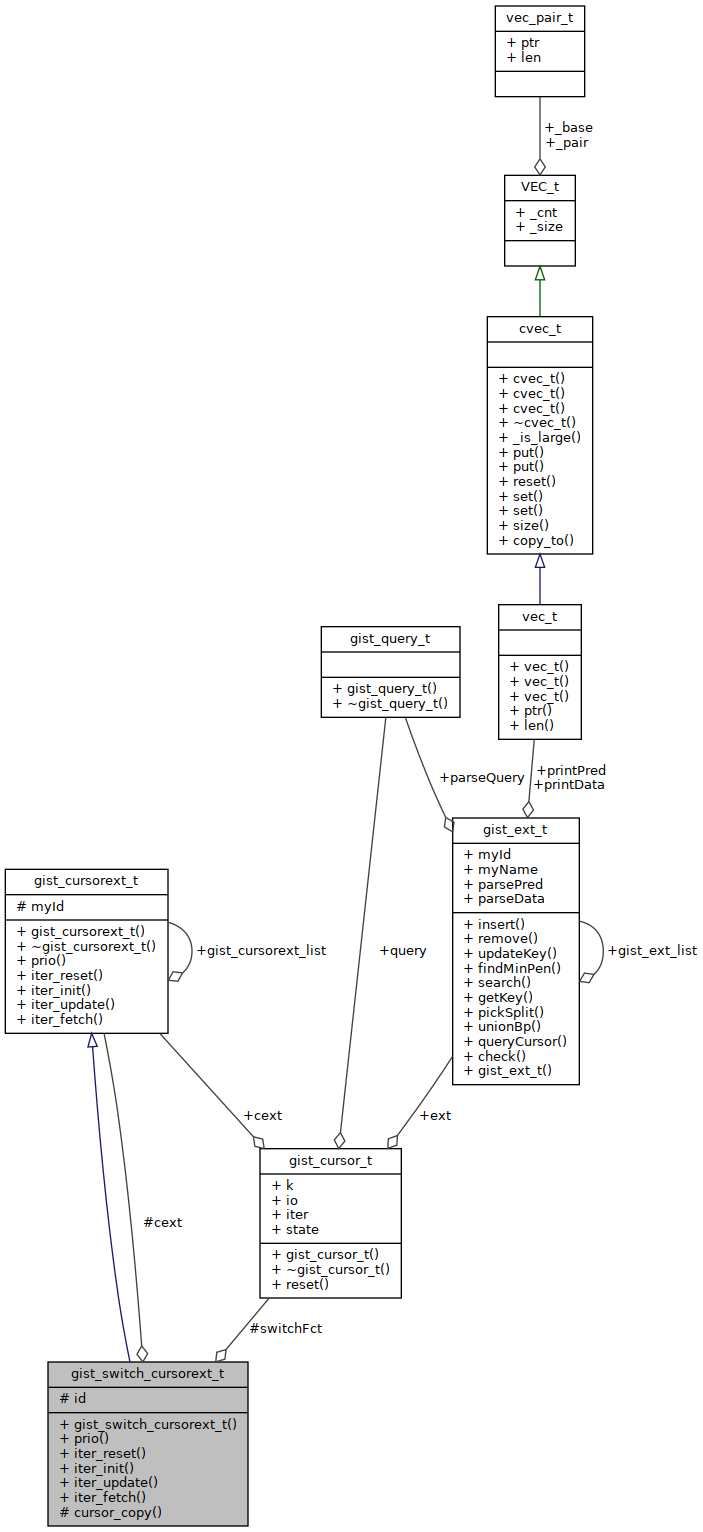 vec_pair_t
+ ptr
+ len
+_base
+_pair
VEC_t
+ _cnt
+ _size
cvec_t
+ cvec_t()
+ cvec_t()
+ cvec_t()
+ ~cvec_t()
+ _is_large()
+ put()
+ put()
+ reset()
+ set()
+ set()
+ size()
+ copy_to()
vec_t
+ vec_t()
+ vec_t()
+ vec_t()
+ ptr()
+ len()
gist_query_t
+ gist_query_t()
+ ~gist_query_t()
+printPred
+printData
+parseQuery
gist_ext_t
+ myId
+ myName
+ parsePred
+ parseData
+ insert()
+ remove()
+ updateKey()
+ findMinPen()
+ search()
+ getKey()
+ pickSplit()
+ unionBp()
+ queryCursor()
+ check()
+ gist_ext_t()
+gist_ext_list
gist_cursorext_t
# myId
+ gist_cursorext_t()
+ ~gist_cursorext_t()
+ prio()
+ iter_reset()
+ iter_init()
+ iter_update()
+ iter_fetch()
+gist_cursorext_list
+query
+cext
+ext
gist_cursor_t
+ k
+ io
+ iter
+ state
+ gist_cursor_t()
+ ~gist_cursor_t()
+ reset()
#cext
#switchFct
gist_switch_cursorext_t
# id
+ gist_switch_cursorext_t()
+ prio()
+ iter_reset()
+ iter_init()
+ iter_update()
+ iter_fetch()
# cursor_copy()